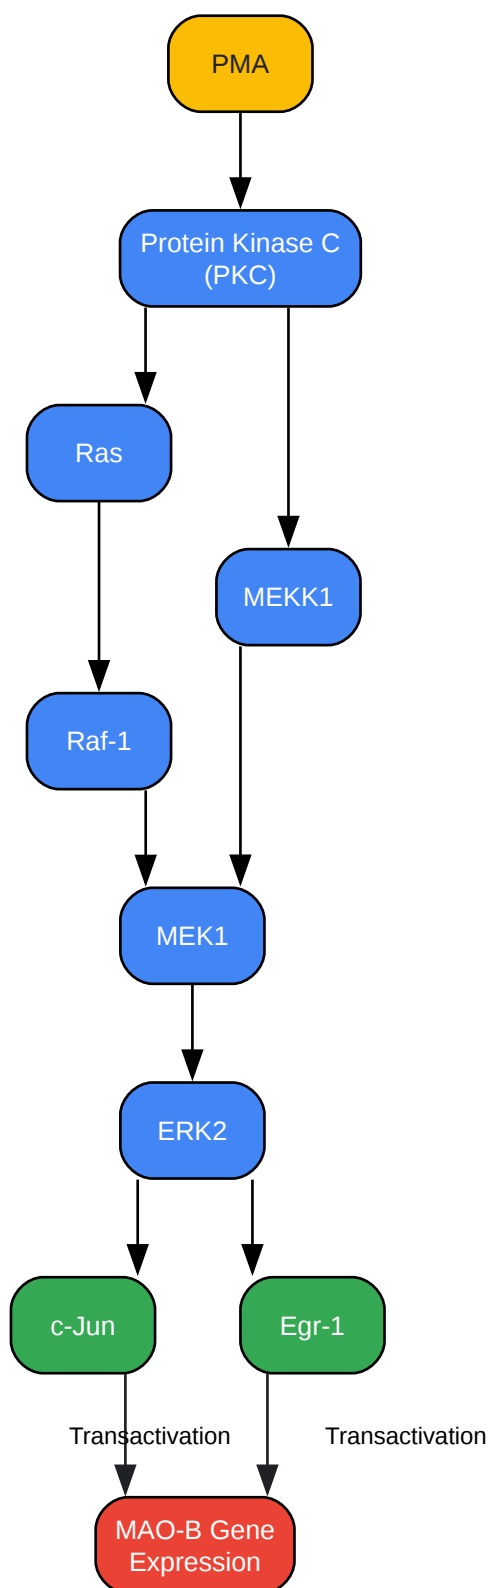 PMA
Protein Kinase C
(PKC)
Ras
MEKK1
Raf-1
MEK1
ERK2
c-Jun
Egr-1
Transactivation
Transactivation
MAO-B Gene
Expression